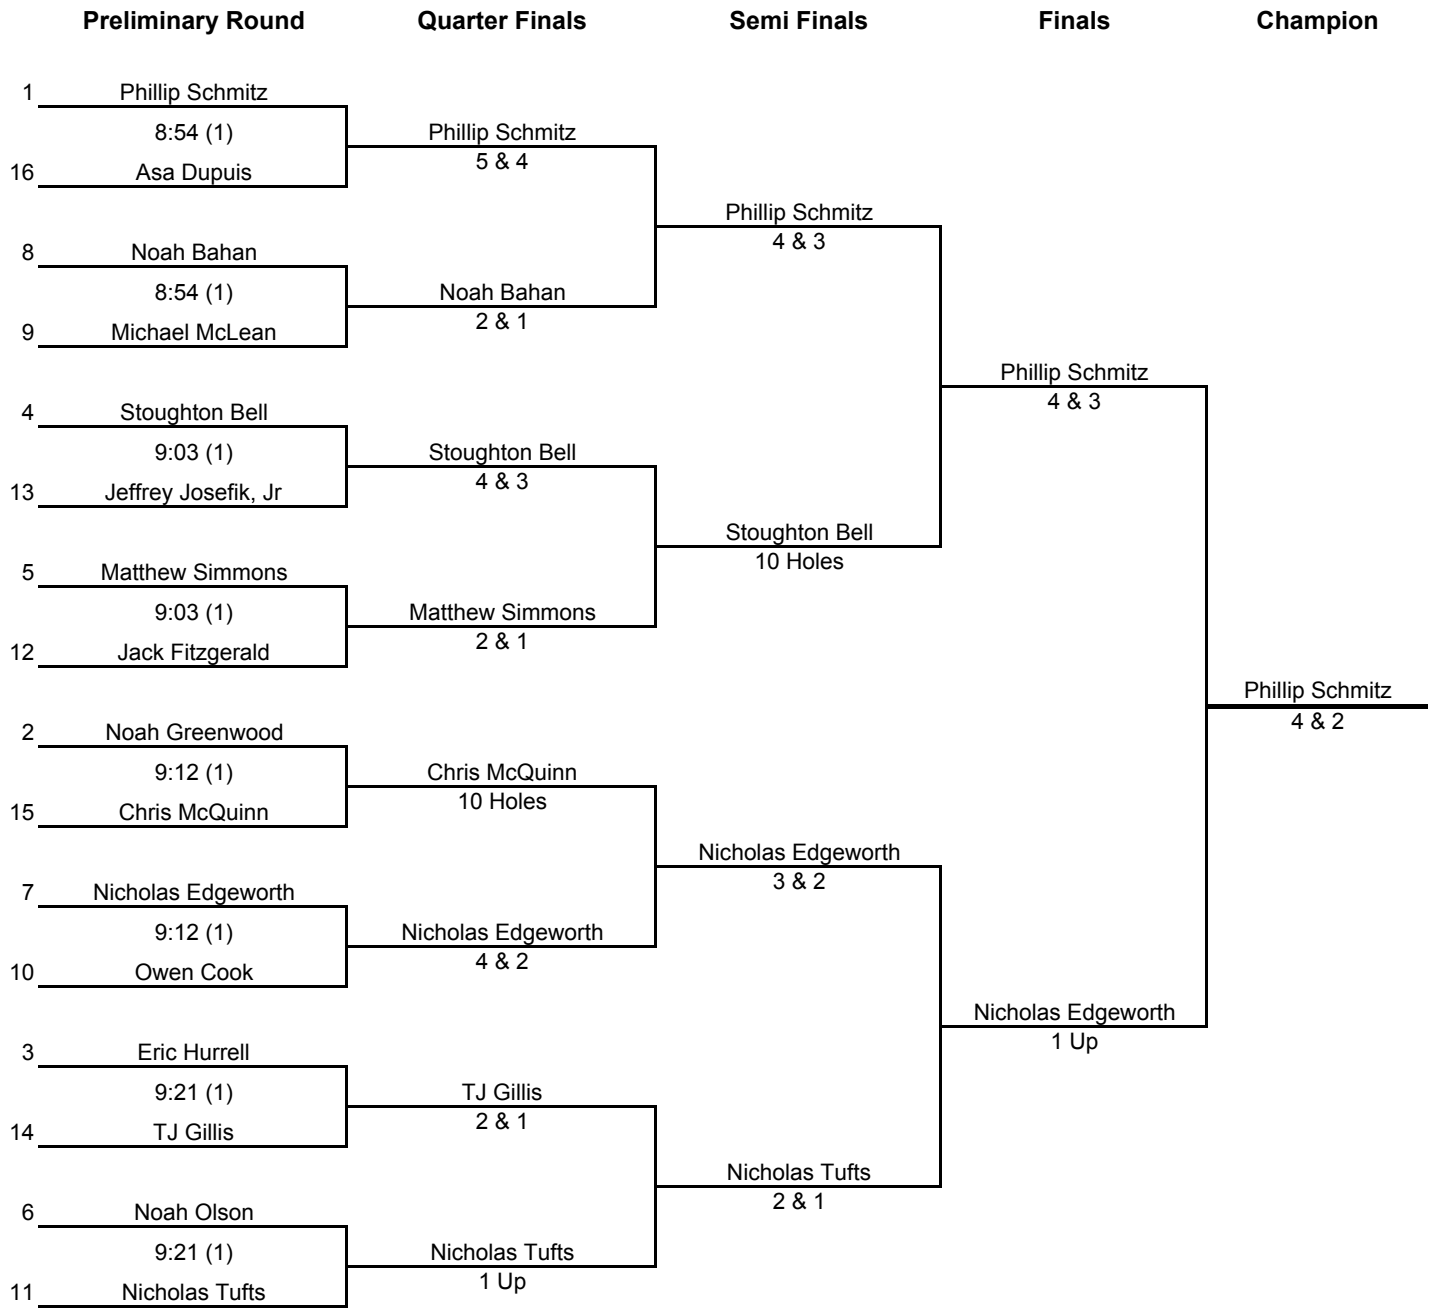 Preliminary Round Quarter Finals Semi Finals Finals Champion
1 Phillip Schmitz
8:54 (1)
16 Asa Dupuis
8 Noah Bahan
8:54 (1)
9 Michael McLean
4 Stoughton Bell
9:03 (1)
13 Jeffrey Josefik, Jr
5 Matthew Simmons
9:03 (1)
12 Jack Fitzgerald
2 Noah Greenwood
9:12 (1)
15 Chris McQuinn
7 Nicholas Edgeworth
9:12 (1)
10 Owen Cook
3 Eric Hurrell
9:21 (1)
14 TJ Gillis
6 Noah Olson
9:21 (1)
11 Nicholas Tufts
Phillip Schmitz
5 & 4
Noah Bahan
2 & 1
Stoughton Bell
4 & 3
Matthew Simmons
2 & 1
Chris McQuinn
10 Holes
Nicholas Edgeworth
4 & 2
TJ Gillis
2 & 1
Nicholas Tufts
1 Up
Phillip Schmitz
4 & 3
Stoughton Bell
10 Holes
Nicholas Edgeworth
3 & 2
Nicholas Tufts
2 & 1
Phillip Schmitz
4 & 3
Nicholas Edgeworth
1 Up
Phillip Schmitz
4 & 2